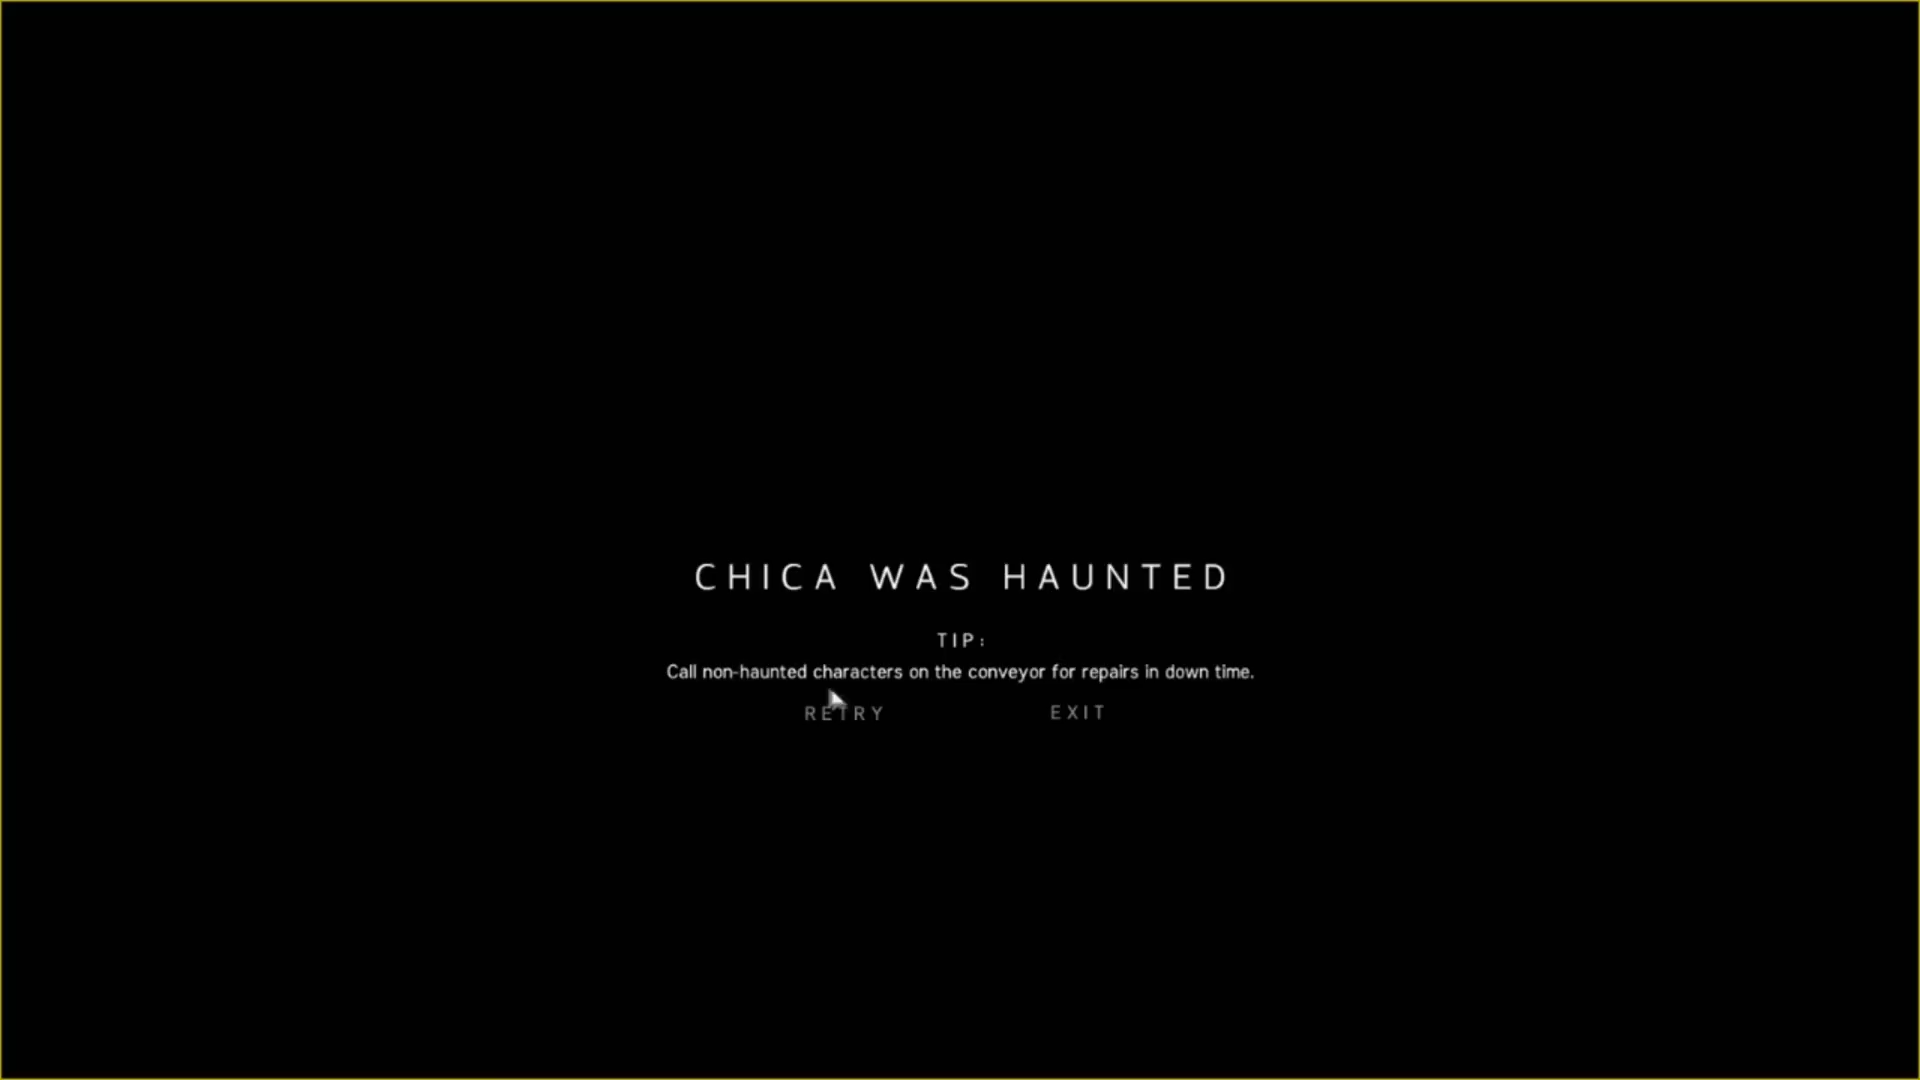 CHICA WAS HAUNTED
TIP:
Call non-haunted characters on the conveyor for repairs in down time.
RETRY EXIT